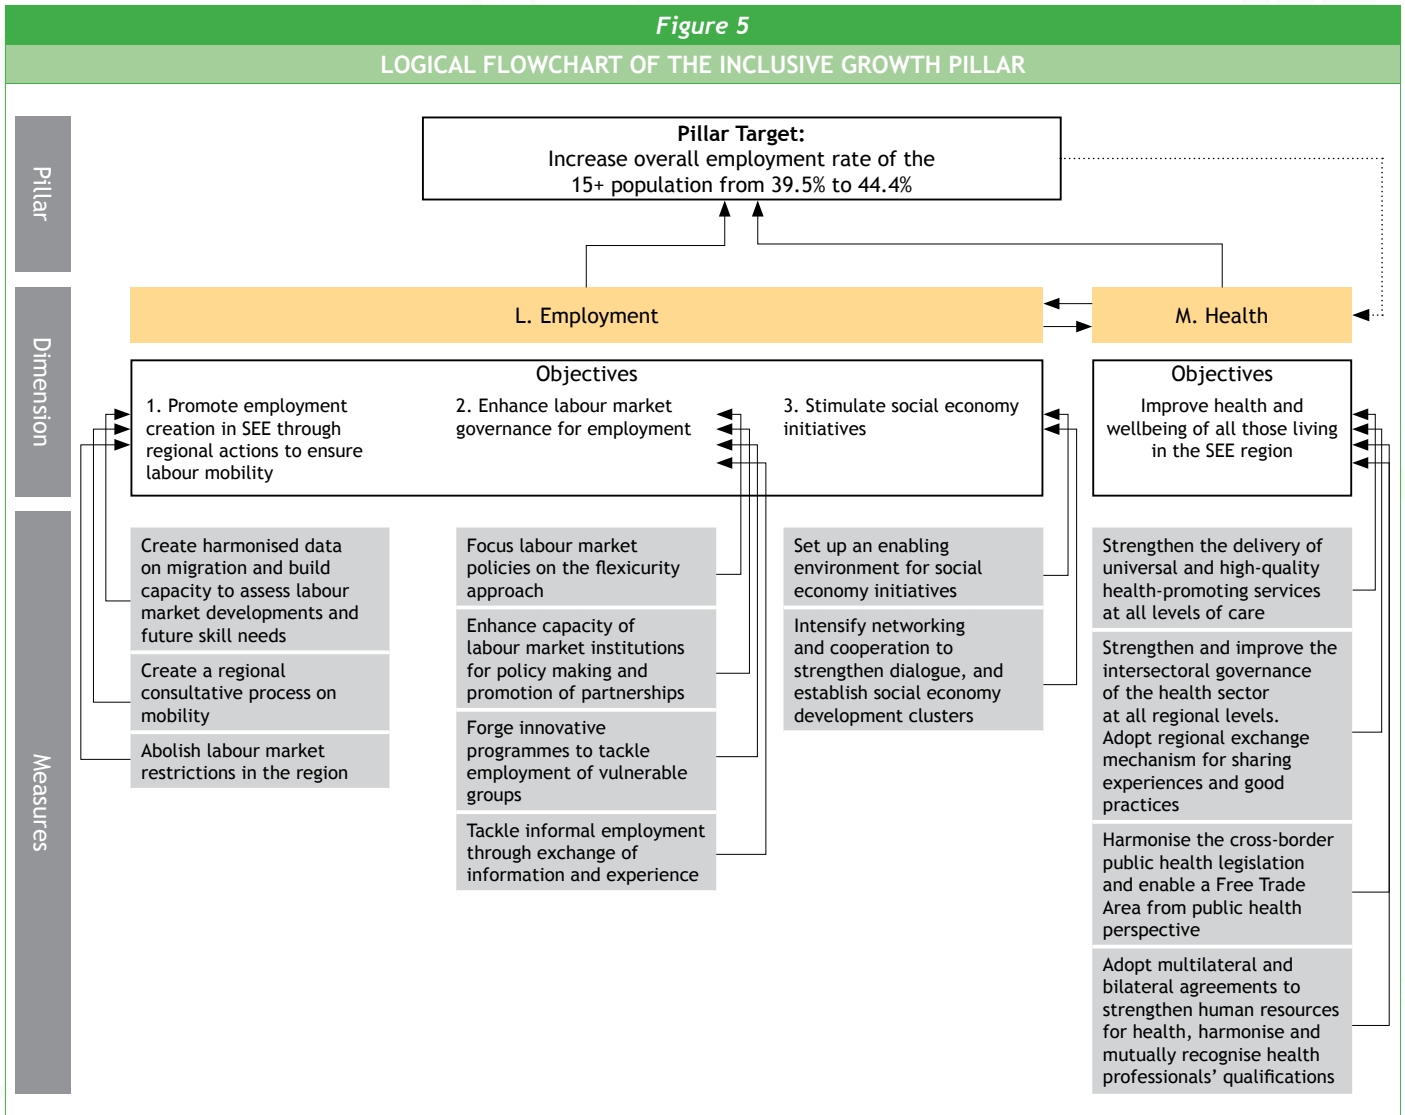 Figure 5
LOGICAL FLOWCHART OF THE INCLUSIVE GROWTH PILLAR
Pillar
Pillar Target:
Increase overall employment rate of the
15+ population from 39.5% to 44.4%
Dimension
L. Employment
M. Health
Objectives
1. Promote employment
creation in SEE through
regional actions to ensure
labour mobility
2. Enhance labour market
governance for employment
3. Stimulate social economy
initiatives
Objectives
Improve health and
wellbeing of all those living
in the SEE region
Measures
Create harmonised data
on migration and build
capacity to assess labour
market developments and
future skill needs
Create a regional
consultative process on
mobility
Abolish labour market
restrictions in the region
Focus labour market
policies on the flexicurity
approach
Enhance capacity of
labour market institutions
for policy making and
promotion of partnerships
Forge innovative
programmes to tackle
employment of vulnerable
groups
Tackle informal employment
through exchange of
information and experience
Set up an enabling
environment for social
economy initiatives
Intensify networking
and cooperation to
strengthen dialogue, and
establish social economy
development clusters
Strengthen the delivery of
universal and high-quality
health-promoting services
at all levels of care
Strengthen and improve the
intersectoral governance
of the health sector
at all regional levels.
Adopt regional exchange
mechanism for sharing
experiences and good
practices
Harmonise the cross-border
public health legislation
and enable a Free Trade
Area from public health
perspective
Adopt multilateral and
bilateral agreements to
strengthen human resources
for health, harmonise and
mutually recognise health
professionals’ qualifications